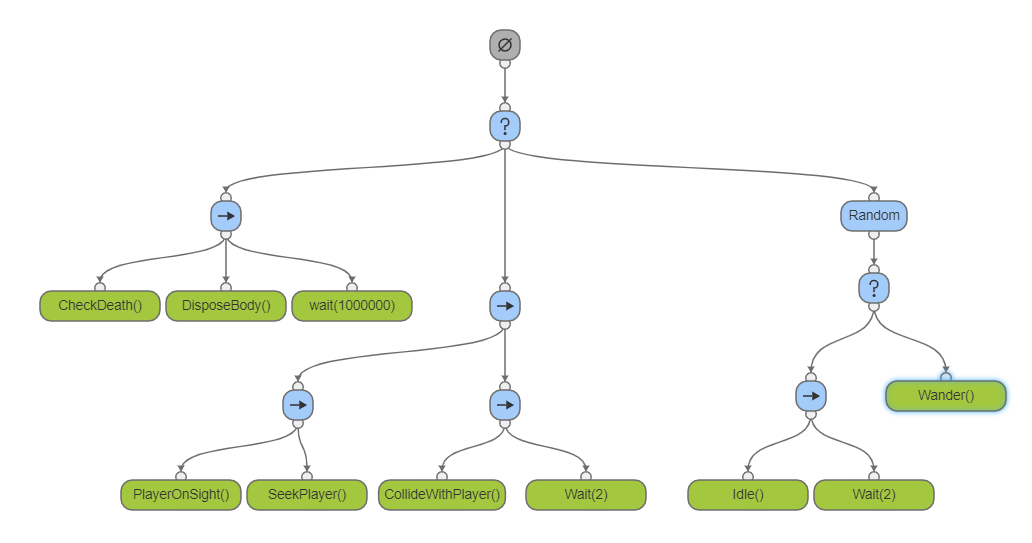 ∅
?
→
Random
CheckDeath()
DisposeBody()
wait(1000000)
→
?
→
→
→
Wander()
PlayerOnSight()
SeekPlayer()
CollideWithPlayer()
Wait(2)
Idle()
Wait(2)